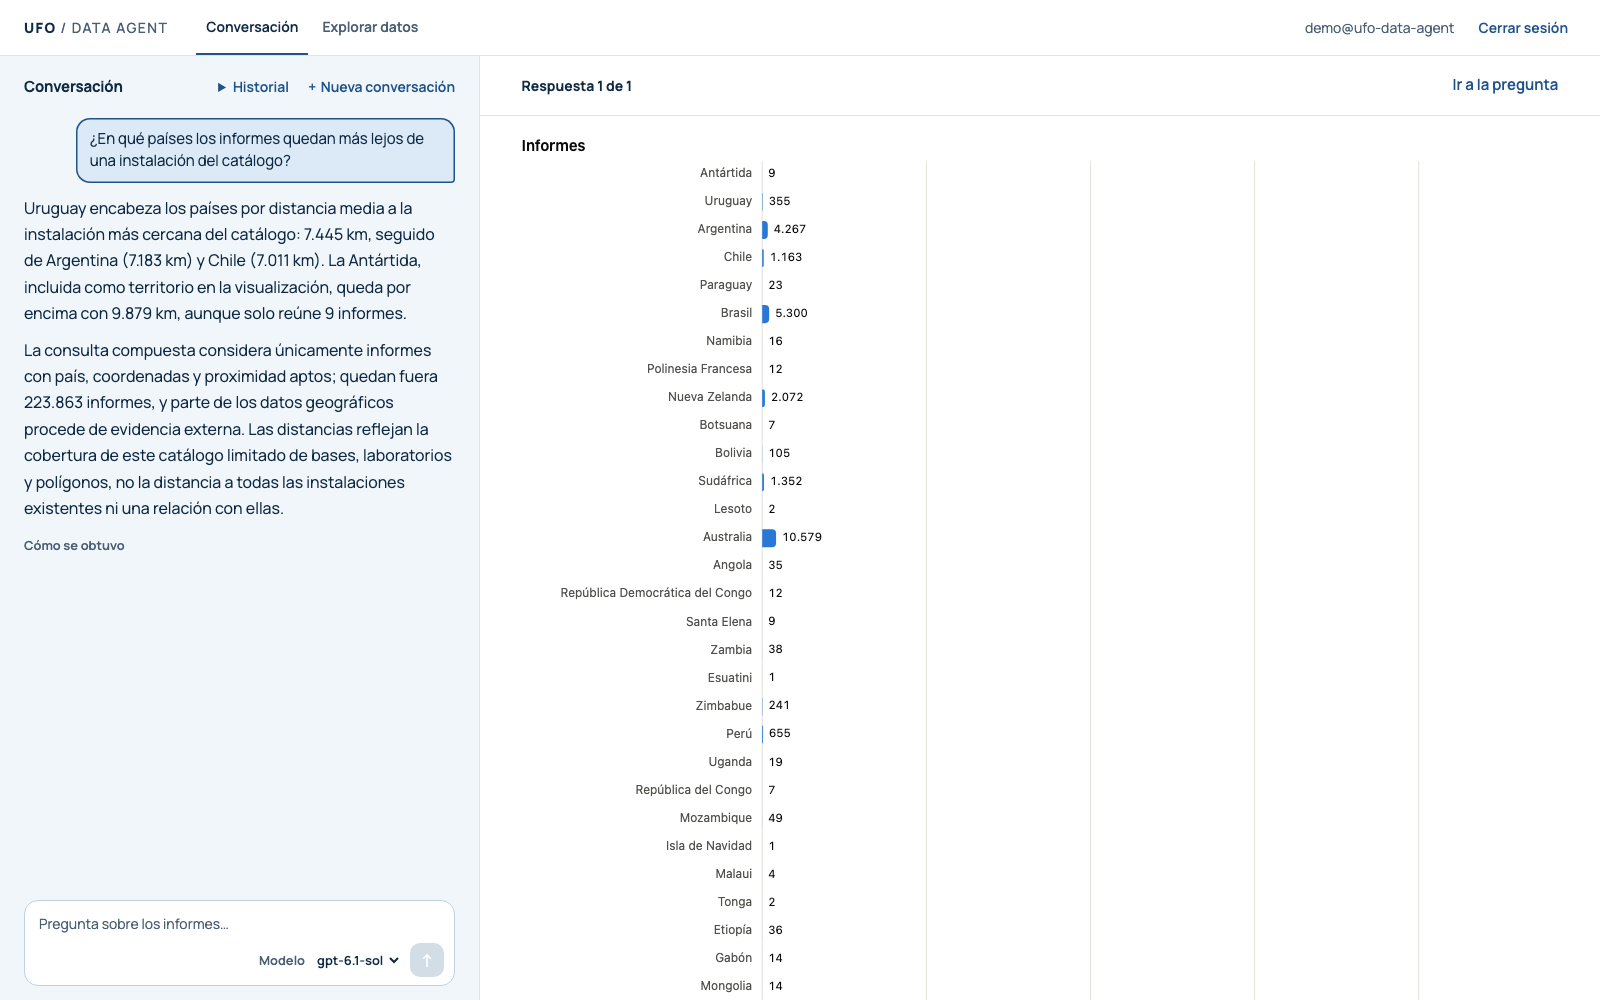 UFO / DATA AGENT
Conversación
Explorar datos
demo@ufo-data-agent
Cerrar sesión
Conversación
Historial
+ Nueva conversación
¿En qué países los informes quedan más lejos de
una instalación del catálogo?
Uruguay encabeza los países por distancia media a la
instalación más cercana del catálogo: 7.445 km, seguido
de Argentina (7.183 km) y Chile (7.011 km). La Antártida,
incluida como territorio en la visualización, queda por
encima con 9.879 km, aunque solo reúne 9 informes.
La consulta compuesta considera únicamente informes
con país, coordenadas y proximidad aptos; quedan fuera
223.863 informes, y parte de los datos geográficos
procede de evidencia externa. Las distancias reflejan la
cobertura de este catálogo limitado de bases, laboratorios
y polígonos, no la distancia a todas las instalaciones
existentes ni una relación con ellas.
Cómo se obtuvo
Pregunta sobre los informes...
Modelo gpt-6.1-sol
Respuesta 1 de 1
Ir a la pregunta
Informes
Antártida 9
Uruguay 355
Argentina 4.267
Chile 1.163
Paraguay 23
Brasil 5.300
Namibia 16
Polinesia Francesa 12
Nueva Zelanda 2.072
Botsuana 7
Bolivia 105
Sudáfrica 1.352
Lesoto 2
Australia 10.579
Angola 35
República Democrática del Congo 12
Santa Elena 9
Zambia 38
Esuatini 1
Zimbabue 241
Perú 655
Uganda 19
República del Congo 7
Mozambique 49
Isla de Navidad 1
Malaui 4
Tonga 2
Etiopía 36
Gabón 14
Mongolia 14